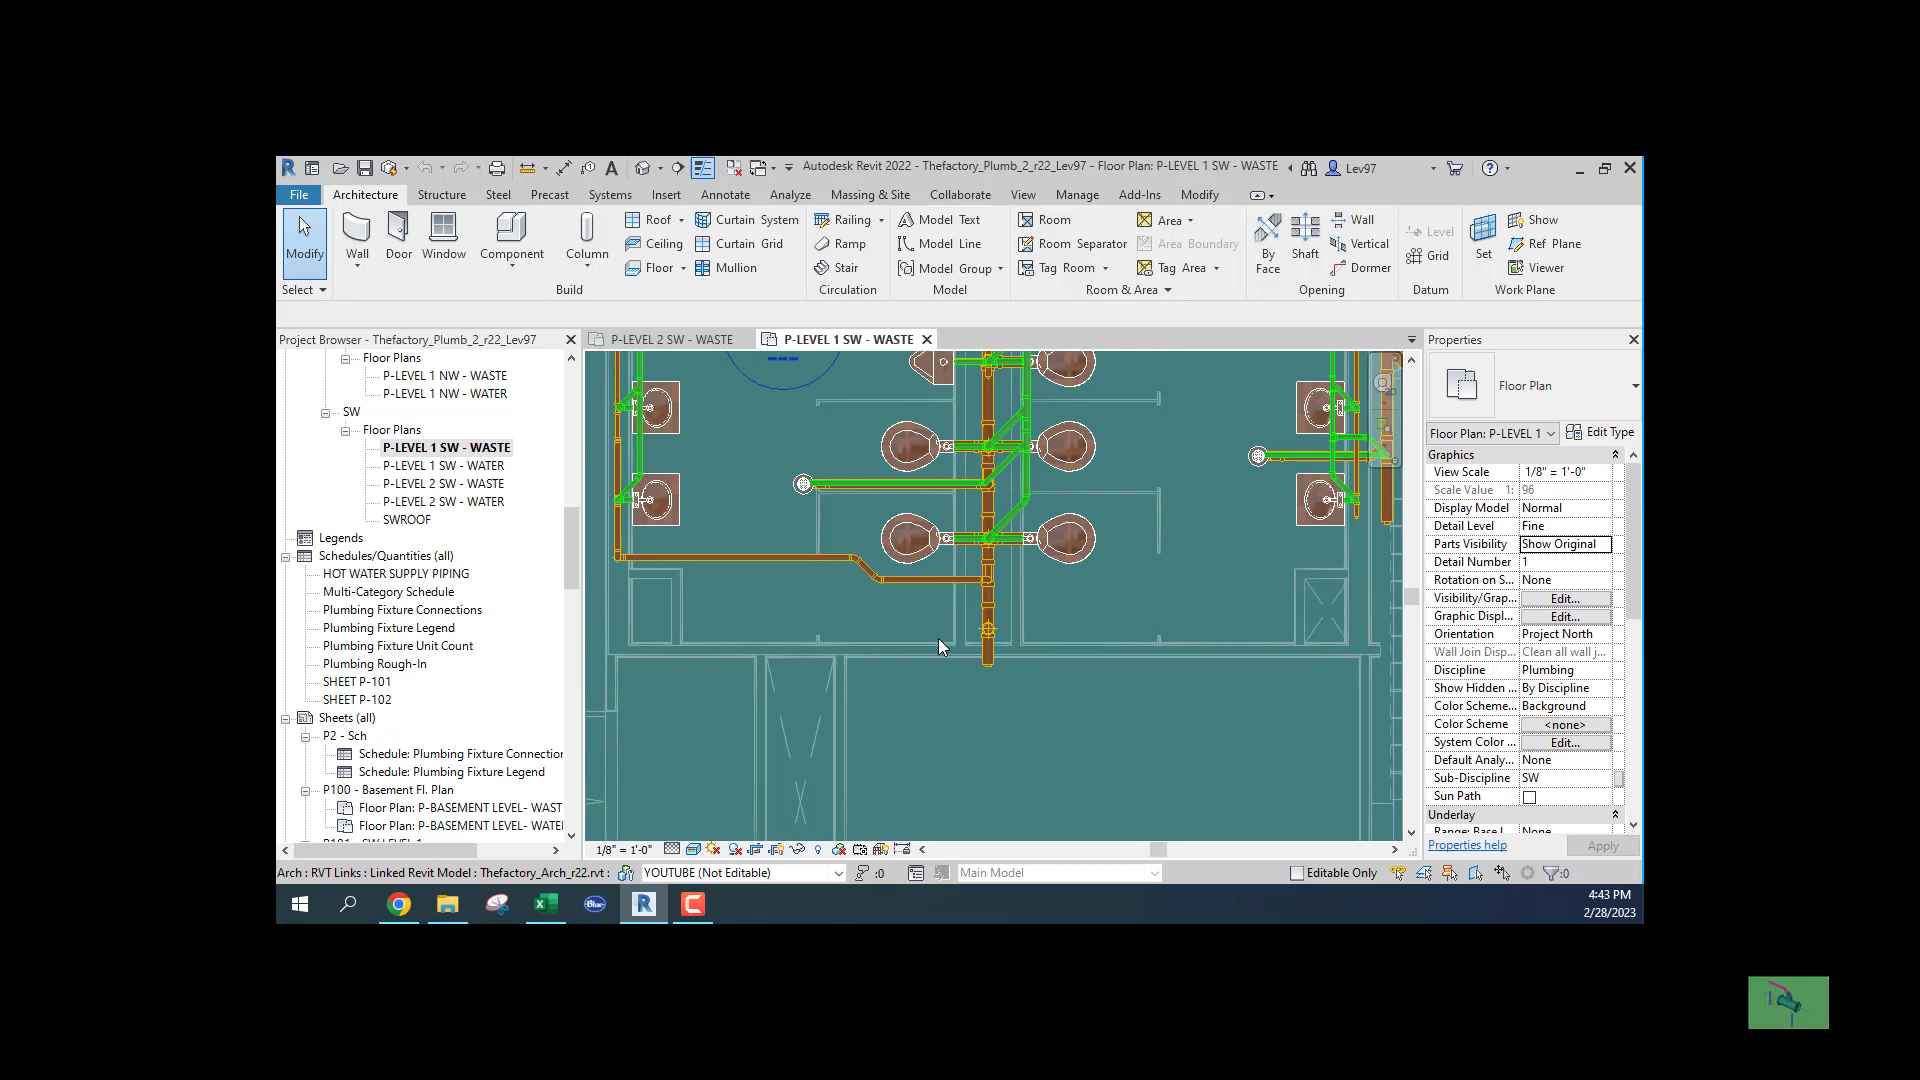 Autodesk Revit 2022 - Thefactory_Plumb_2_r22_Lev97 - Floor Plan: P-LEVEL 1 SW - WASTE
Lev97
File Architecture Structure Steel Precast Systems Insert Annotate Analyze Massing & Site Collaborate View Manage Add-Ins Modify
Modify
Select
Wall
Door
Window
Component
Column
Roof
Ceiling
Floor
Curtain System
Curtain Grid
Mullion
Build
Railing
Ramp
Stair
Circulation
Model Text
Model Line
Model Group
Model
Room
Room Separator
Tag Room
Area
Area Boundary
Tag Area
Room & Area
By
Face
Shaft
Wall
Vertical
Dormer
Opening
Level
Grid
Datum
Set
Show
Ref Plane
Viewer
Work Plane
Project Browser - Thefactory_Plumb_2_r22_Lev97
Floor Plans
P-LEVEL 1 NW - WASTE
P-LEVEL 1 NW - WATER
SW
Floor Plans
P-LEVEL 1 SW - WASTE
P-LEVEL 1 SW - WATER
P-LEVEL 2 SW - WASTE
P-LEVEL 2 SW - WATER
SWROOF
Legends
Schedules/Quantities (all)
HOT WATER SUPPLY PIPING
Multi-Category Schedule
Plumbing Fixture Connections
Plumbing Fixture Legend
Plumbing Fixture Unit Count
Plumbing Rough-In
SHEET P-101
SHEET P-102
Sheets (all)
P2 - Sch
Schedule: Plumbing Fixture Connection
Schedule: Plumbing Fixture Legend
P100 - Basement Fl. Plan
Floor Plan: P-BASEMENT LEVEL- WAST
Floor Plan: P-BASEMENT LEVEL- WATE
P-LEVEL 2 SW - WASTE
P-LEVEL 1 SW - WASTE
Properties
Floor Plan
Floor Plan: P-LEVEL 1
Edit Type
Graphics
View Scale 1/8" = 1'-0"
Scale Value 1: 96
Display Model Normal
Detail Level Fine
Parts Visibility Show Original
Detail Number 1
Rotation on S... None
Visibility/Grap... Edit...
Graphic Displ... Edit...
Orientation Project North
Wall Join Disp... Clean all wall j...
Discipline Plumbing
Show Hidden ... By Discipline
Color Scheme... Background
Color Scheme <none>
System Color ... Edit...
Default Analy... None
Sub-Discipline SW
Sun Path
Underlay
Range: Base L... None
Properties help
Apply
1/8" = 1'-0"
Arch : RVT Links : Linked Revit Model : Thefactory_Arch_r22.rvt :
YOUTUBE (Not Editable)
:0
Main Model
Editable Only
:0
4:43 PM
2/28/2023